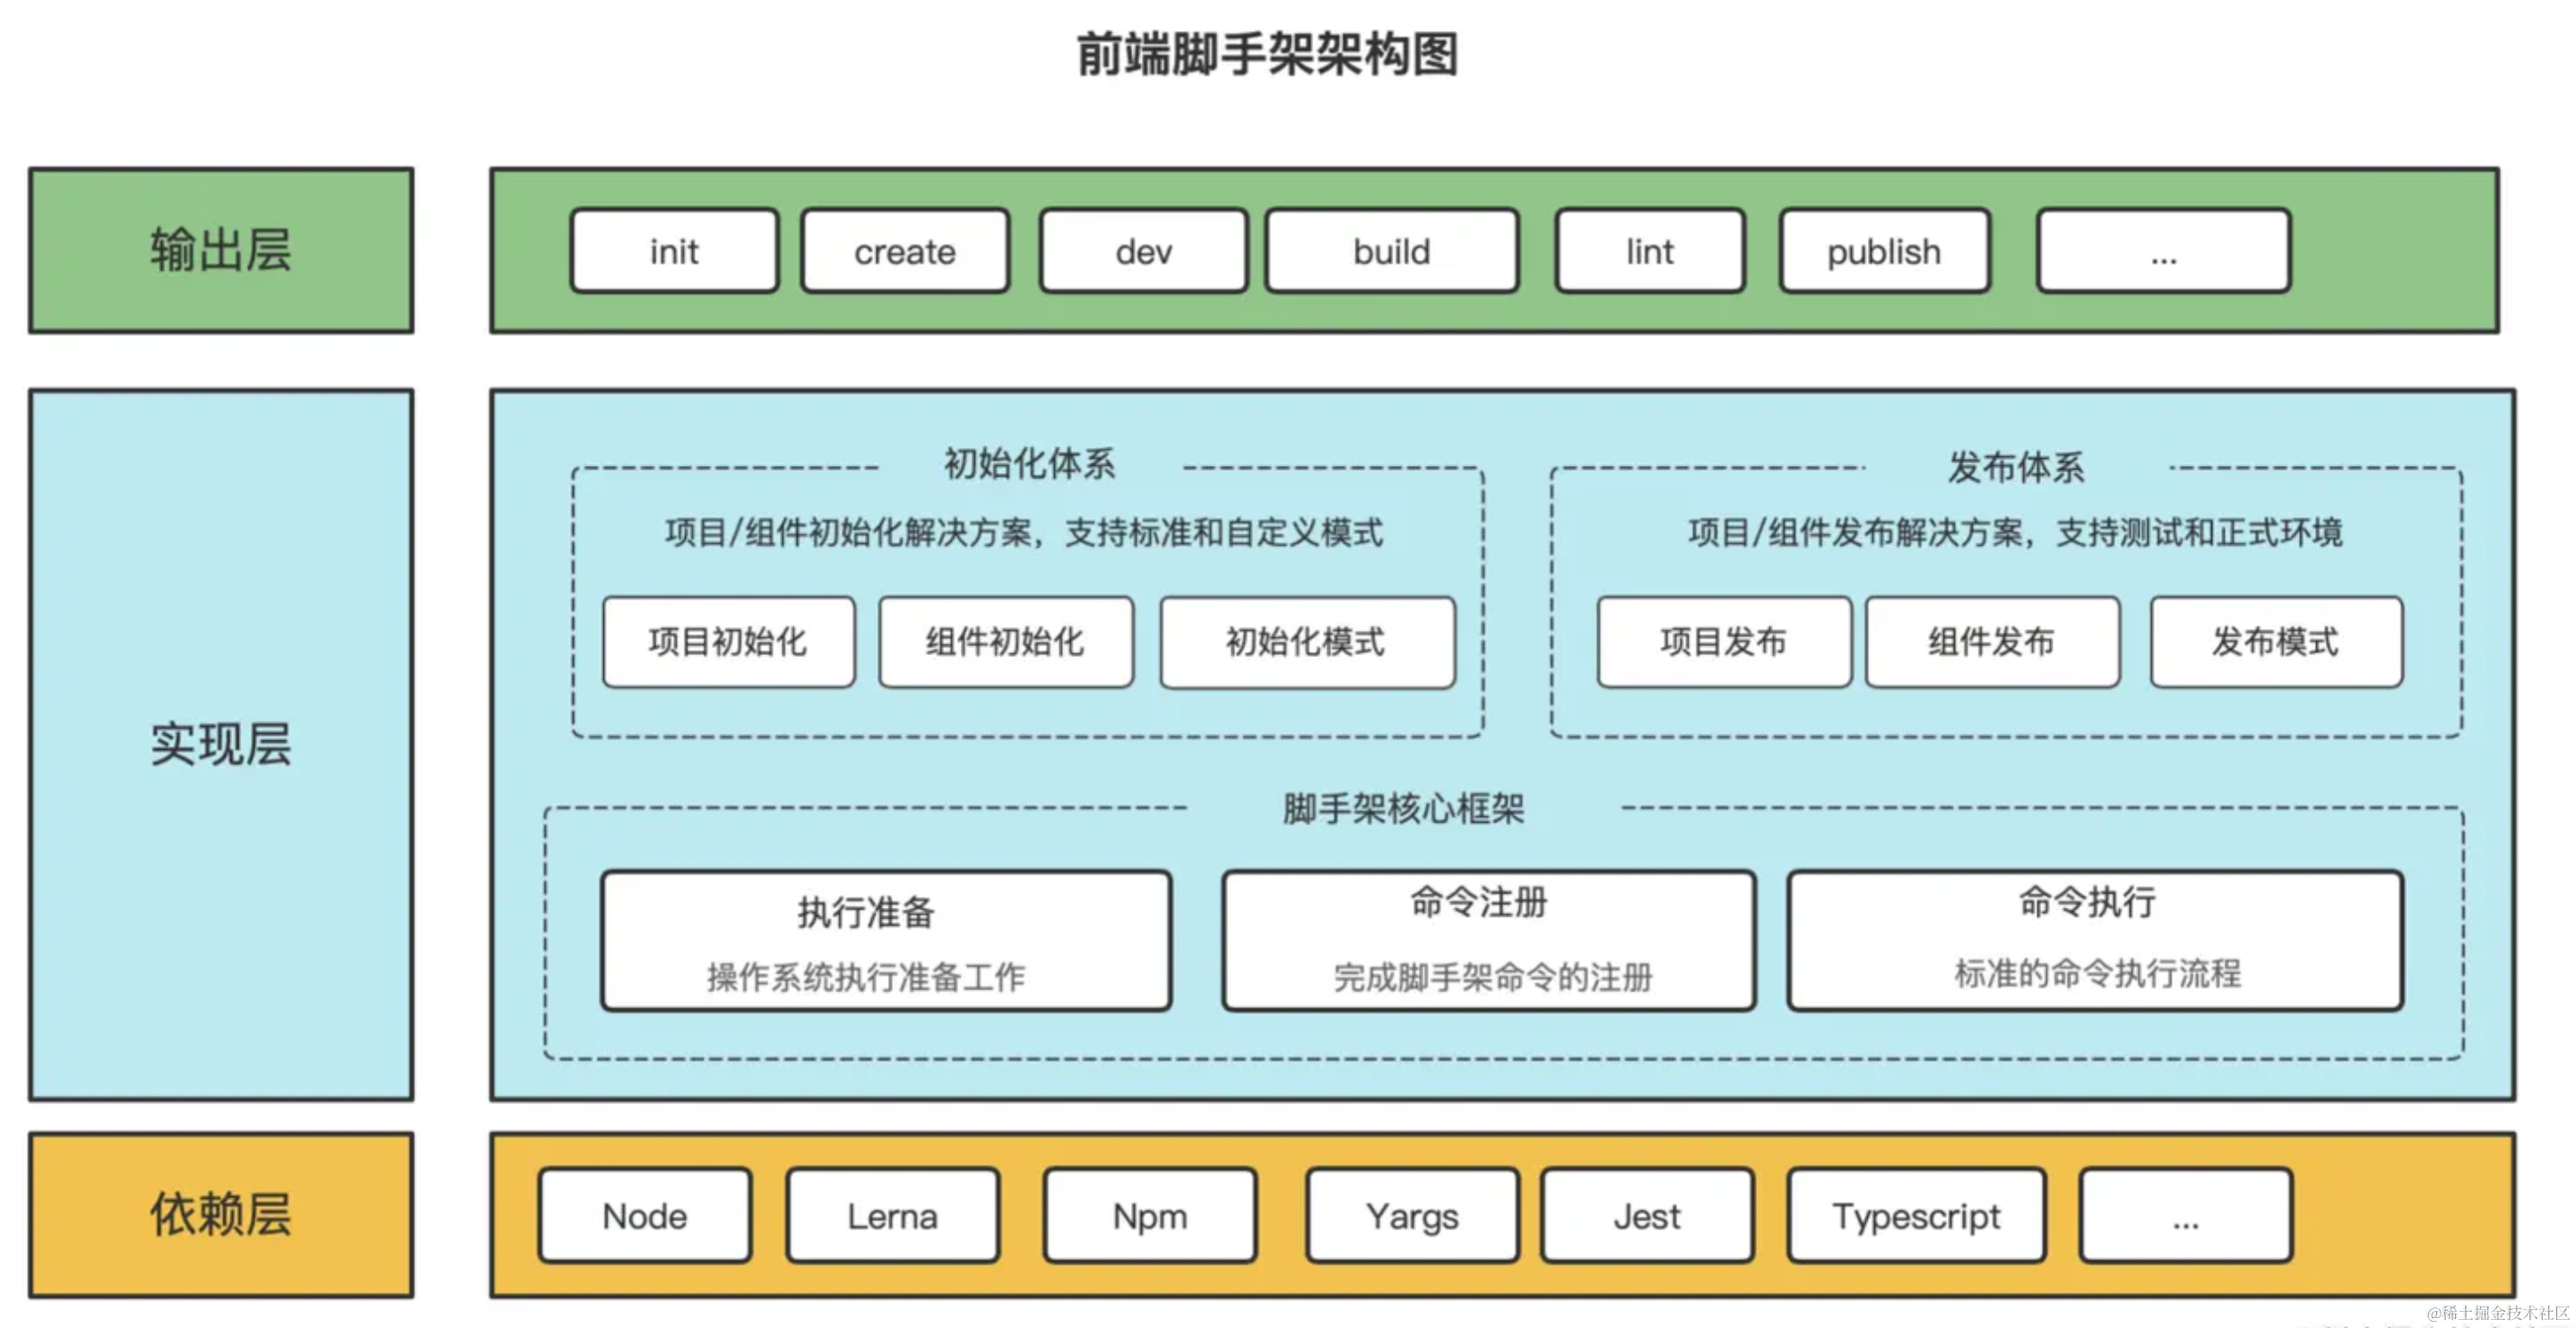 前端脚手架架构图
输出层
init
create
dev
build
lint
publish
...
实现层
初始化体系
项目/组件初始化解决方案，支持标准和自定义模式
项目初始化
组件初始化
初始化模式
发布体系
项目/组件发布解决方案，支持测试和正式环境
项目发布
组件发布
发布模式
脚手架核心框架
执行准备
操作系统执行准备工作
命令注册
完成脚手架命令的注册
命令执行
标准的命令执行流程
依赖层
Node
Lerna
Npm
Yargs
Jest
Typescript
...
@稀土掘金技术社区